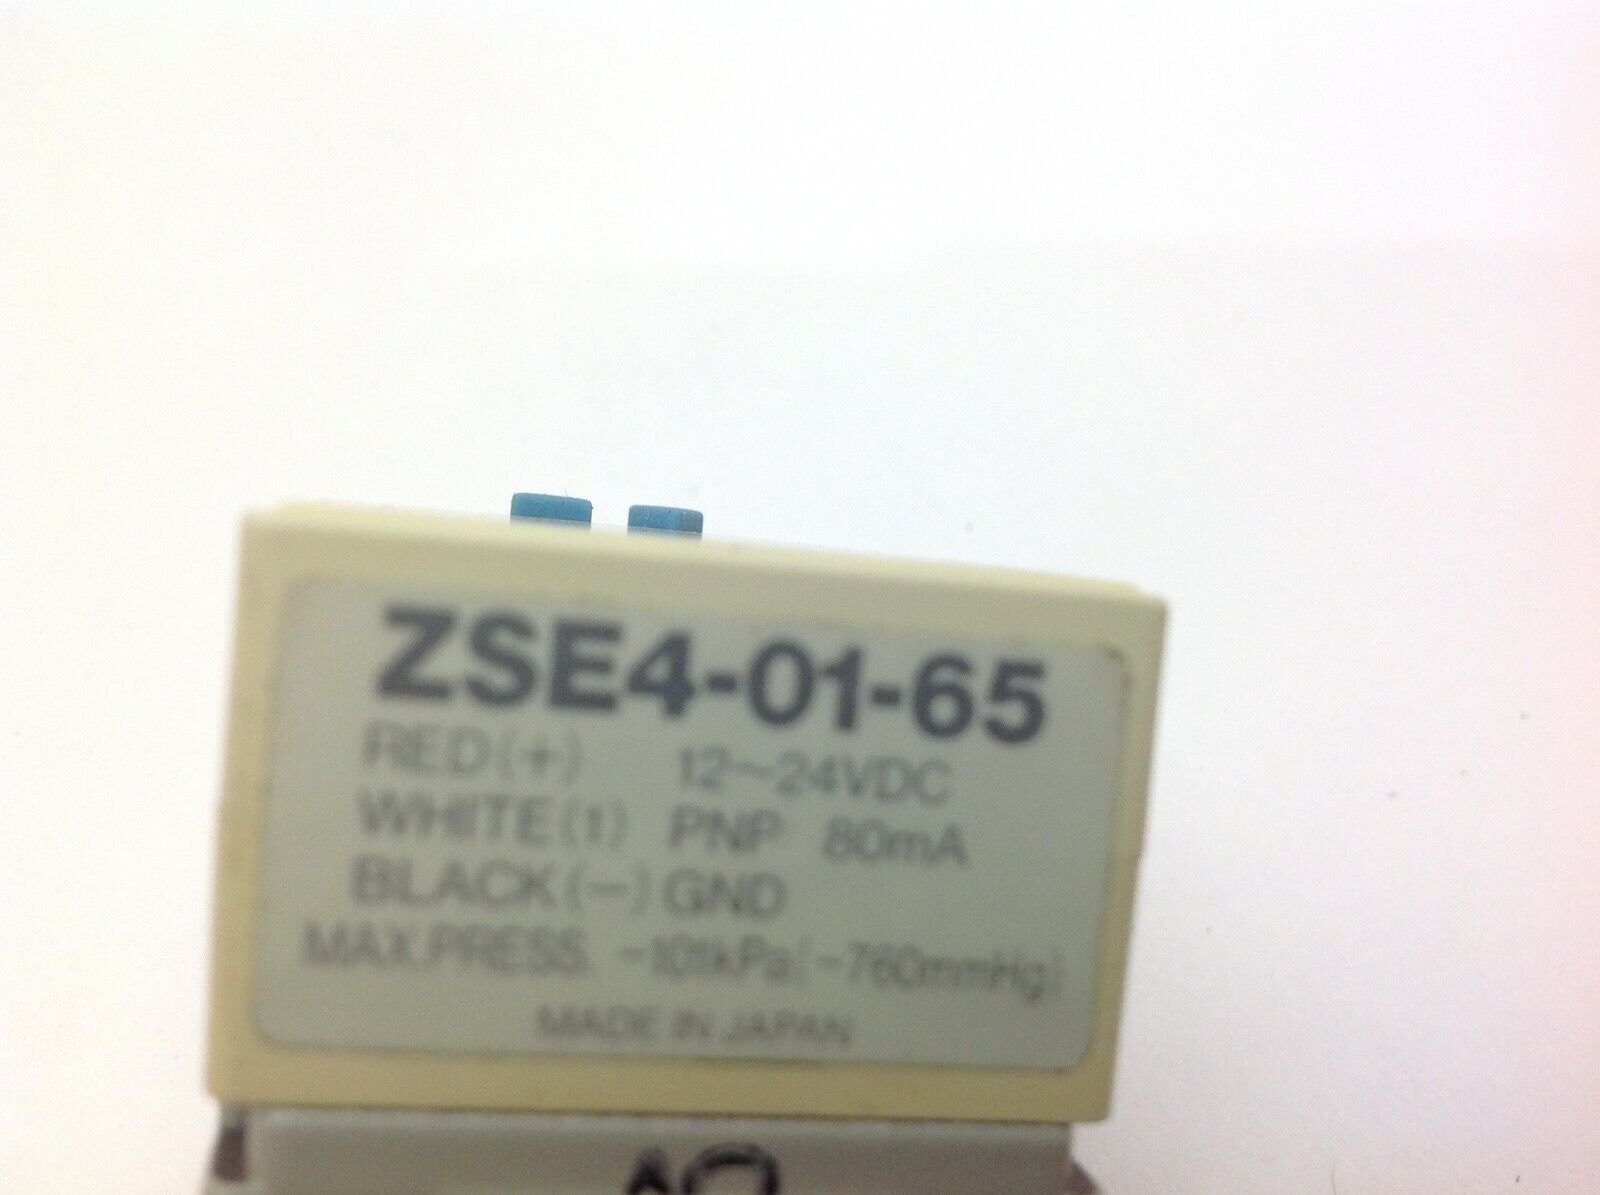 ZSE4-01-65
RED(+) 12~24VDC
WHITE(1) PNP 80mA
BLACK(-) GND
MAX.PRESS. -101kPa(-760mmHg)
MADE IN JAPAN